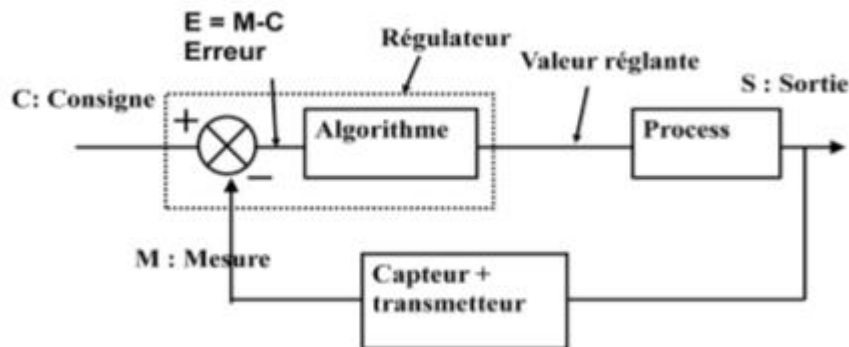 E = M-C
Erreur
Régulateur
Valeur réglante
C: Consigne
S : Sortie
+
Algorithme
Process
−
M : Mesure
Capteur +
transmetteur